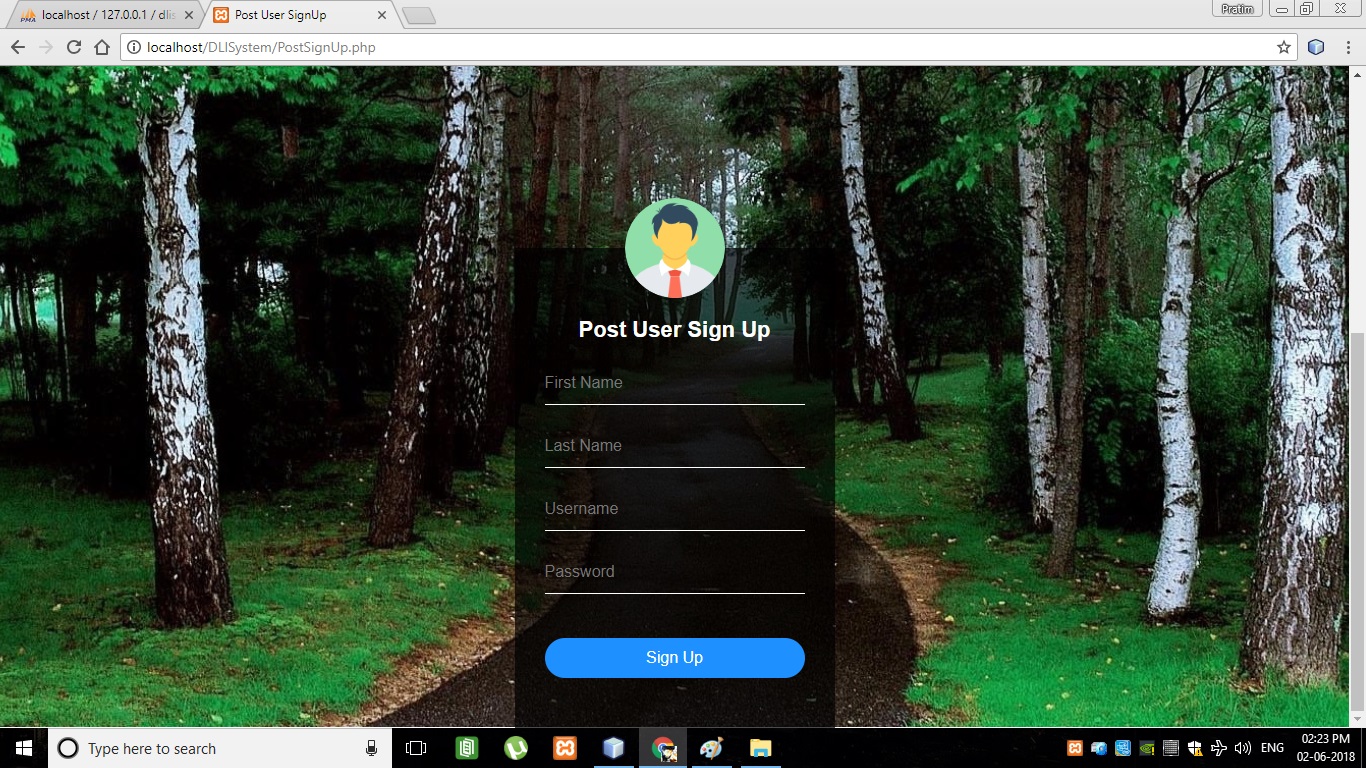 localhost / 127.0.0.1 / dlis
Post User SignUp
Pratim
localhost/DLISystem/PostSignUp.php
Post User Sign Up
First Name
Last Name
Username
Password
Sign Up
Type here to search
ENG
02:23 PM
02-06-2018